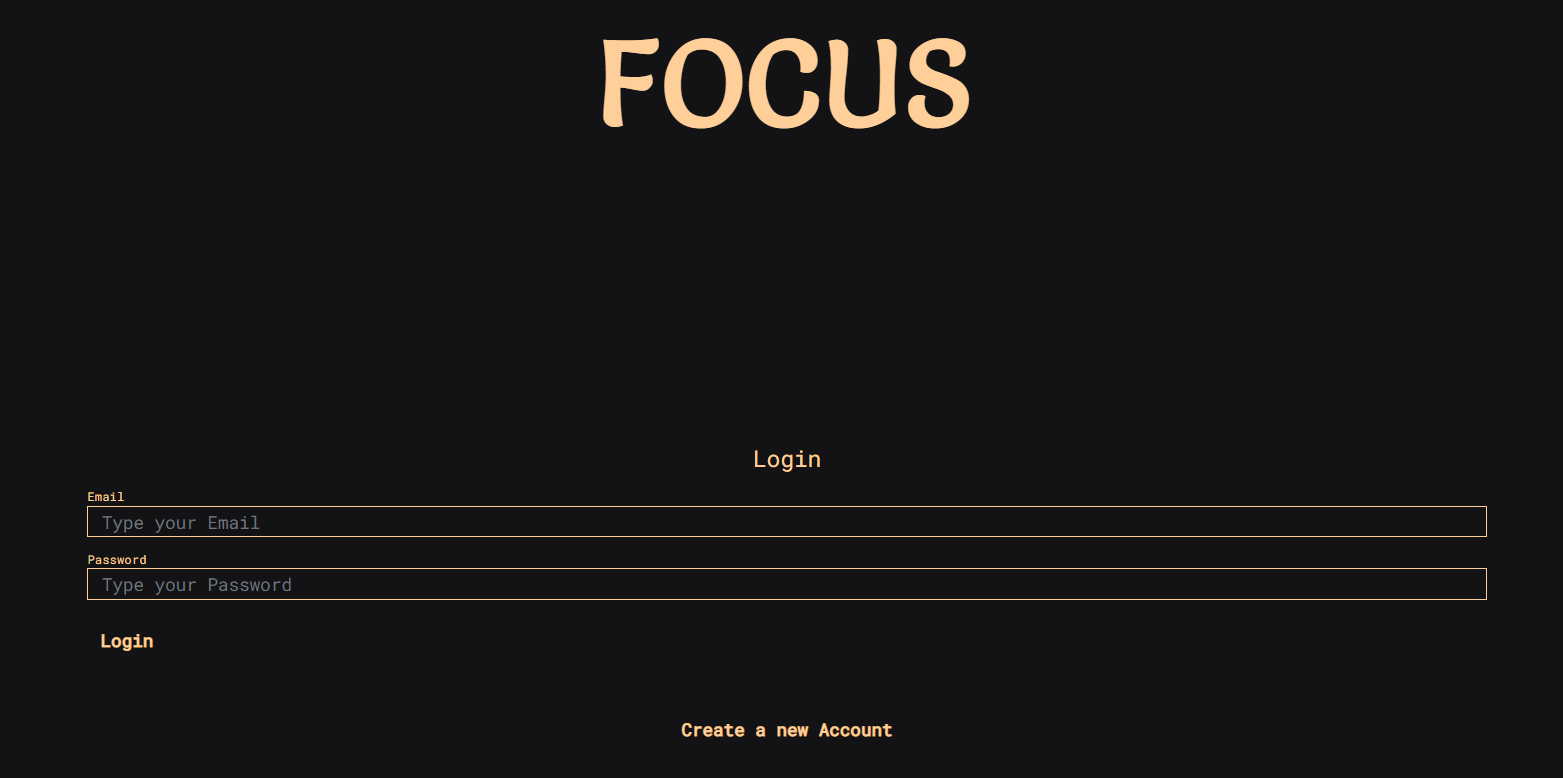 FOCUS
Login
Email
Type your Email
Password
Type your Password
Login
Create a new Account